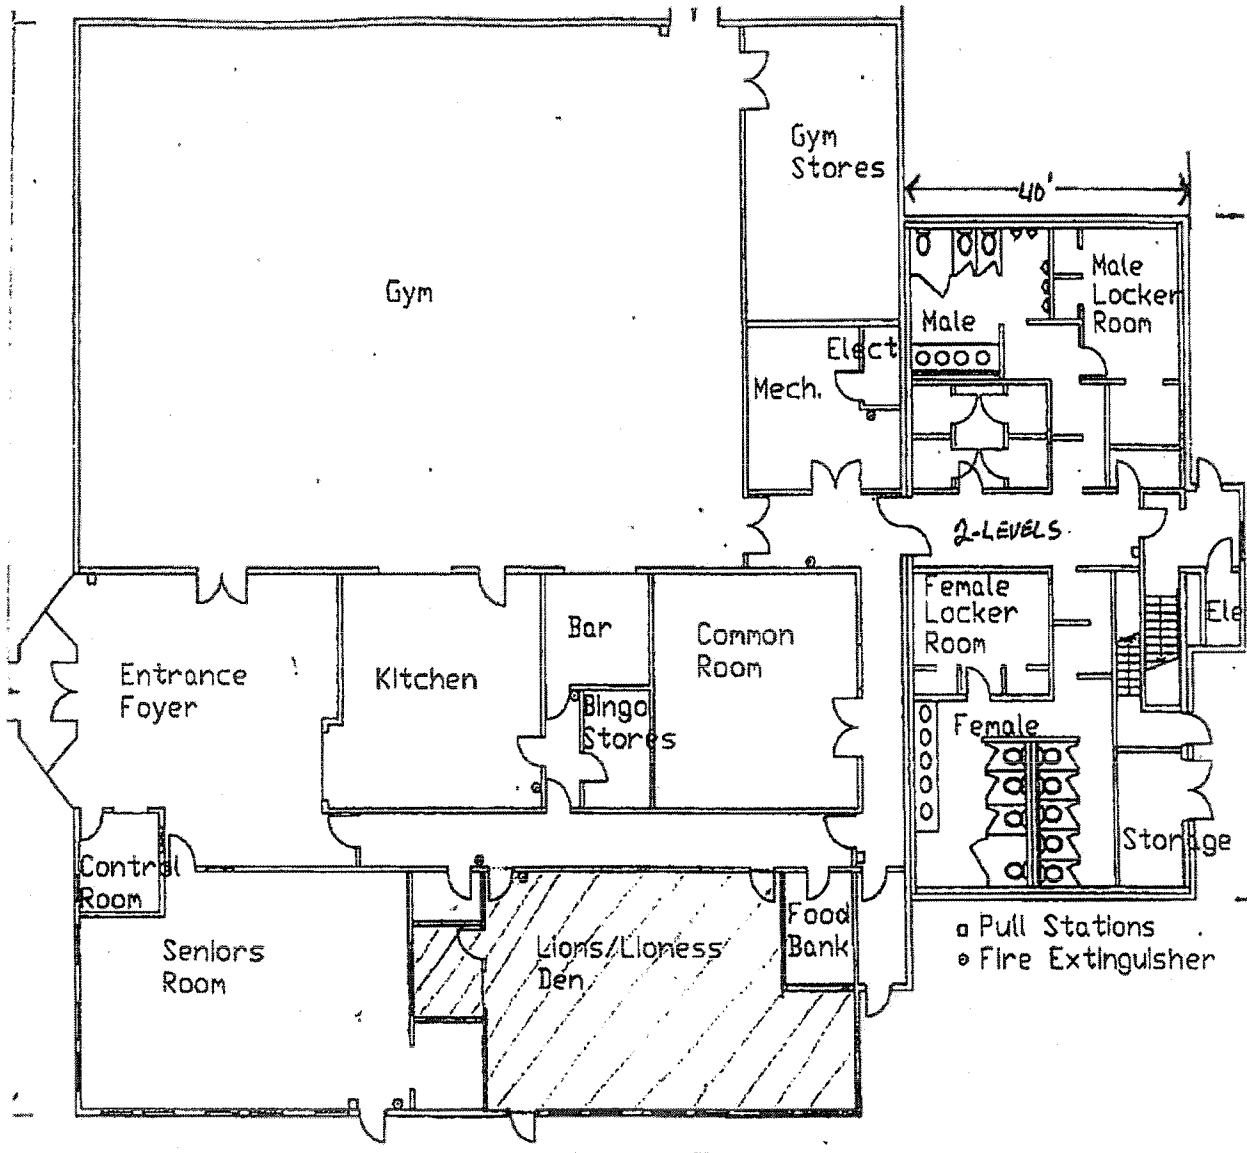 Gym
Stores
40'
Gym
Male
Locker
Room
Male
Elect
Mech.
2-LEVELS
Female
Locker
Room
Ele
Bar
Common
Room
Entrance
Foyer
Kitchen
Bingo
Stores
Female
Storage
Control
Room
Food
Bank
Seniors
Room
Lions/Lioness
Den
Pull Stations
Fire Extinguisher